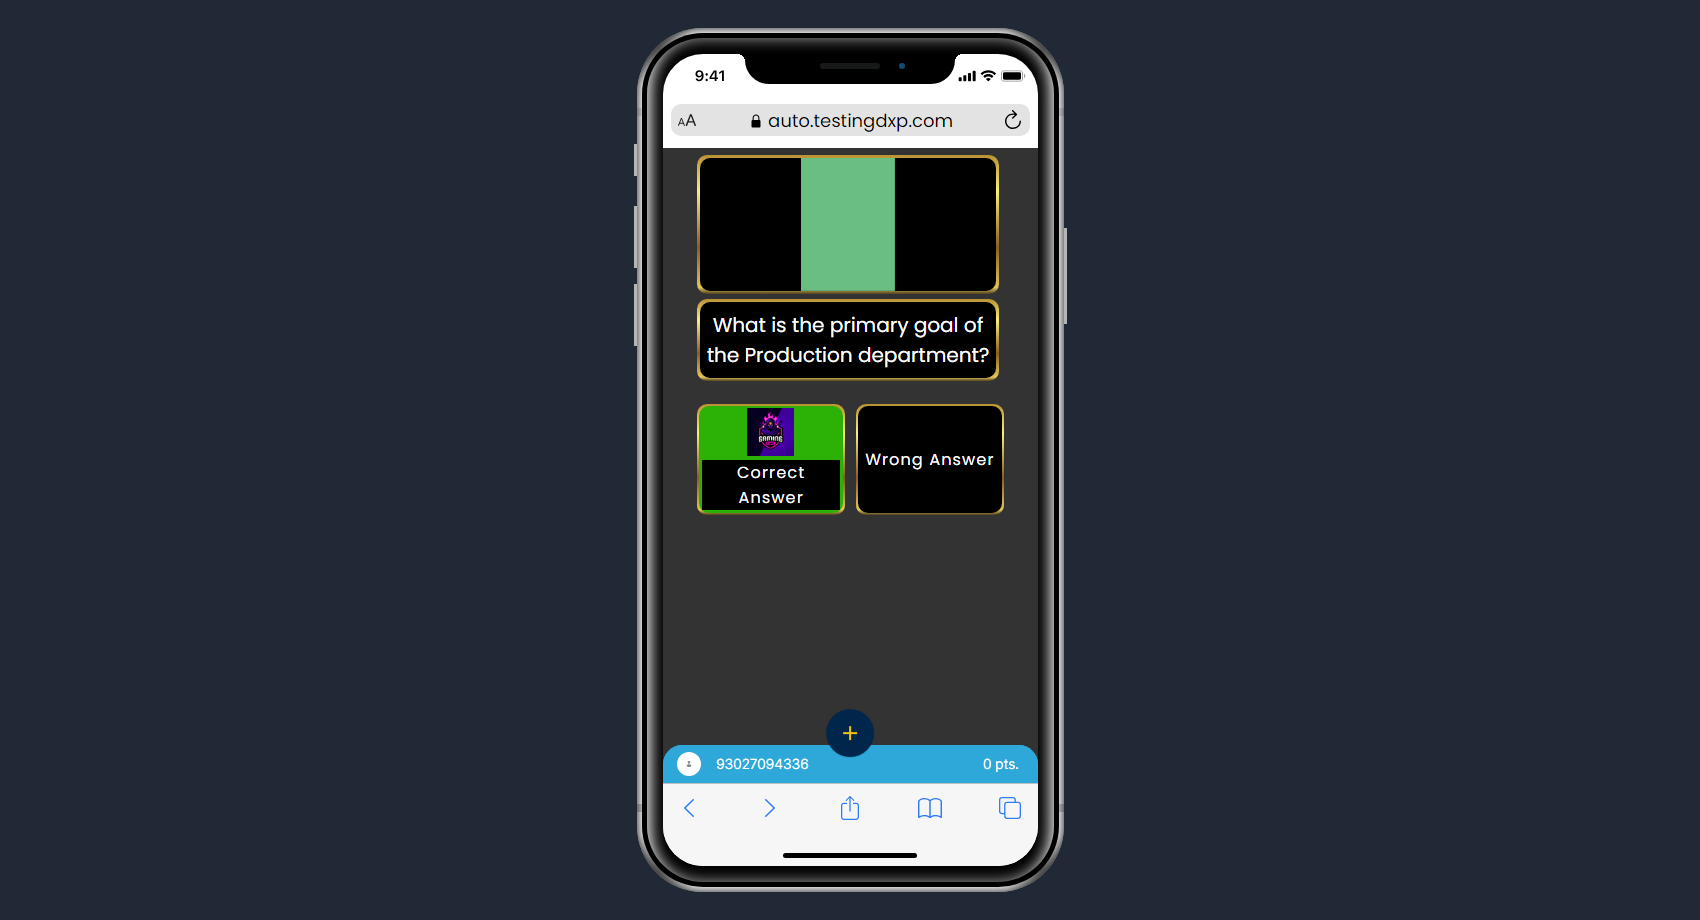 9:41
AA
auto.testingdxp.com
What is the primary goal of
the Production department?
GAMING
Correct
Answer
Wrong Answer
+
93027094336
0 pts.